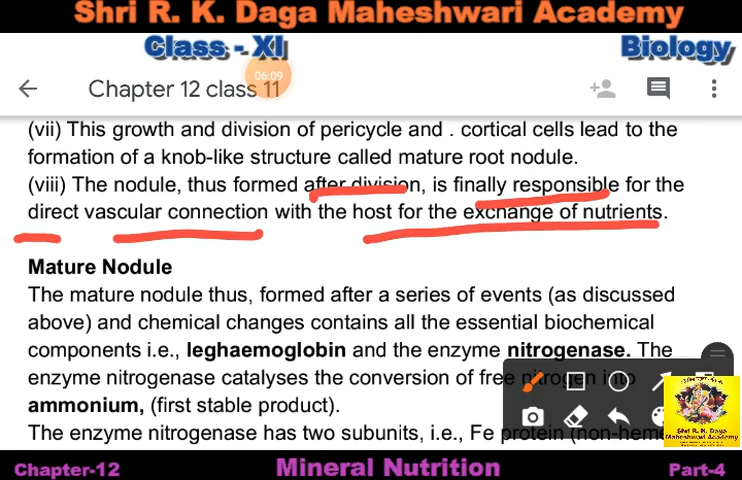 Shri R. K. Daga Maheshwari Academy
Class - XI
Biology
06:09
Chapter 12 class 11
(vii) This growth and division of pericycle and . cortical cells lead to the
formation of a knob-like structure called mature root nodule.
(viii) The nodule, thus formed after division, is finally responsible for the
direct vascular connection with the host for the exchange of nutrients.
Mature Nodule
The mature nodule thus, formed after a series of events (as discussed
above) and chemical changes contains all the essential biochemical
components i.e., leghaemoglobin and the enzyme nitrogenase. The
enzyme nitrogenase catalyses the conversion of free nitrogen into
ammonium, (first stable product).
The enzyme nitrogenase has two subunits, i.e., Fe protein (non-heme
Shri R. K. Daga
Maheshwari Academy
Chapter-12
Mineral Nutrition
Part-4